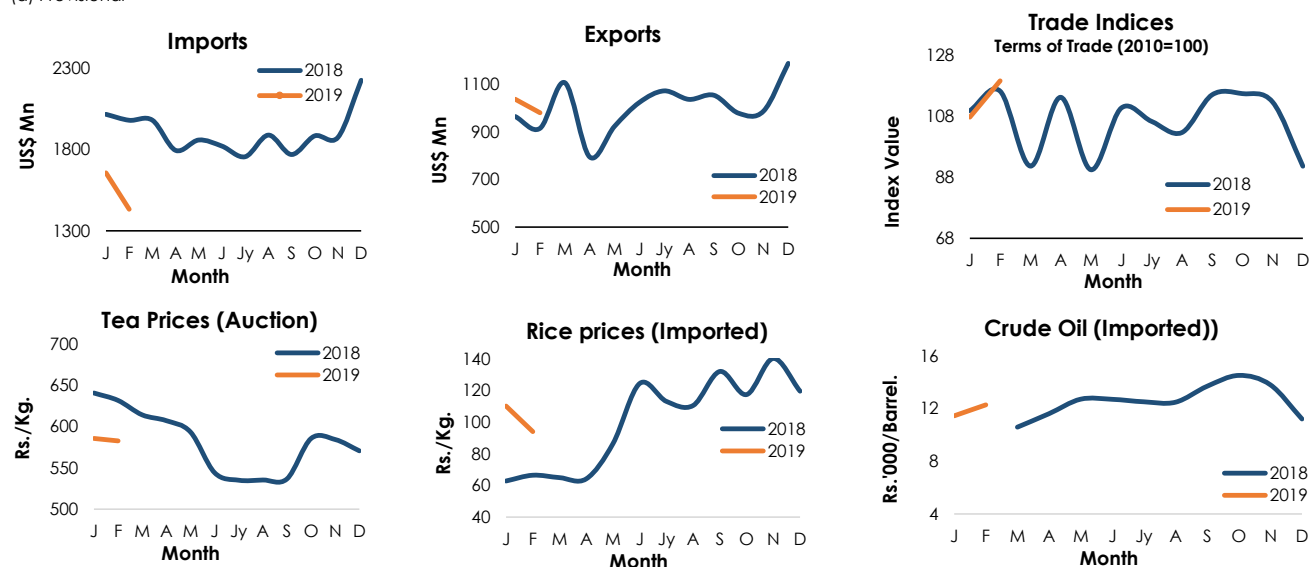 (a) Provisional
Imports
US$ Mn
2300
1800
1300
2018
2019
J F M A M J Jy A S O N D
Month
Exports
US$ Mn
1100
900
700
500
2018
2019
J F M A M J Jy A S O N D
Month
Trade Indices
Terms of Trade (2010=100)
Index Value
128
108
88
68
2018
2019
J F M A M J Jy A S O N D
Month
Tea Prices (Auction)
Rs./Kg.
700
650
600
550
500
2018
2019
J F M A M J Jy A S O N D
Month
Rice prices (Imported)
Rs./Kg.
140
120
100
80
60
40
2018
2019
J F M A M J Jy A S O N D
Month
Crude Oil (Imported))
Rs.'000/Barrel.
16
12
8
4
2018
2019
J F M A M J Jy A S O N D
Month